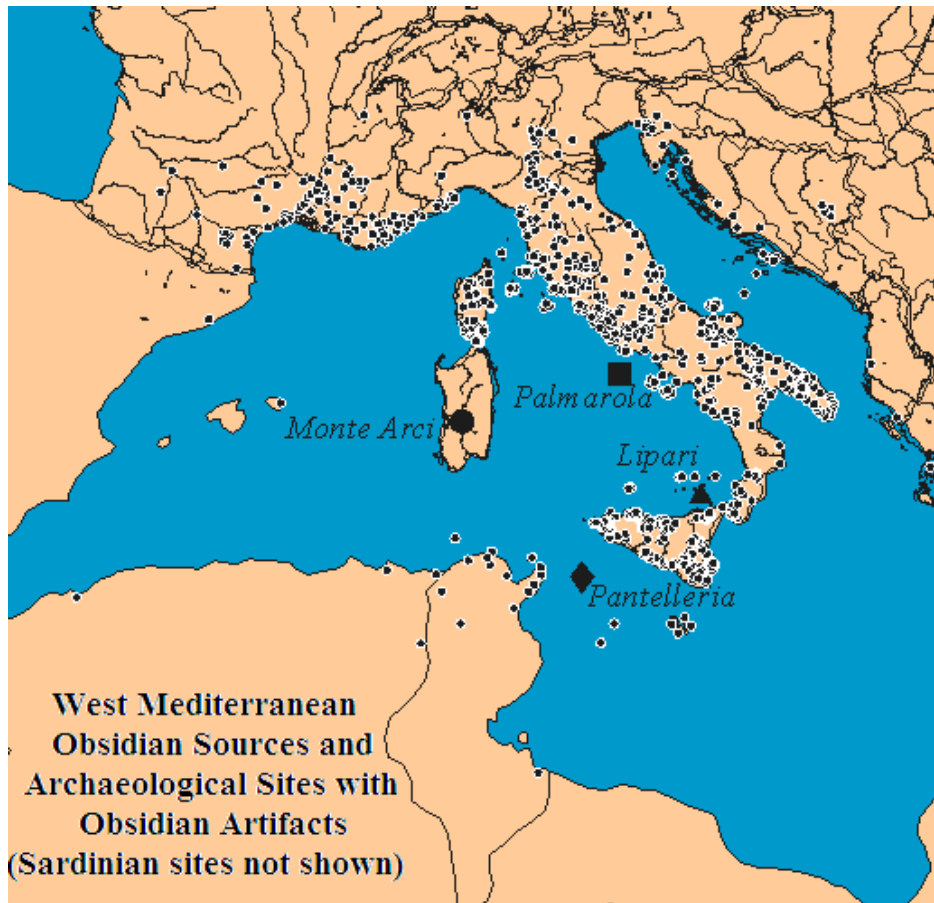 Palmarola
Monte Arci
Lipari
Pantelleria
West Mediterranean
Obsidian Sources and
Archaeological Sites with
Obsidian Artifacts
(Sardinian sites not shown)